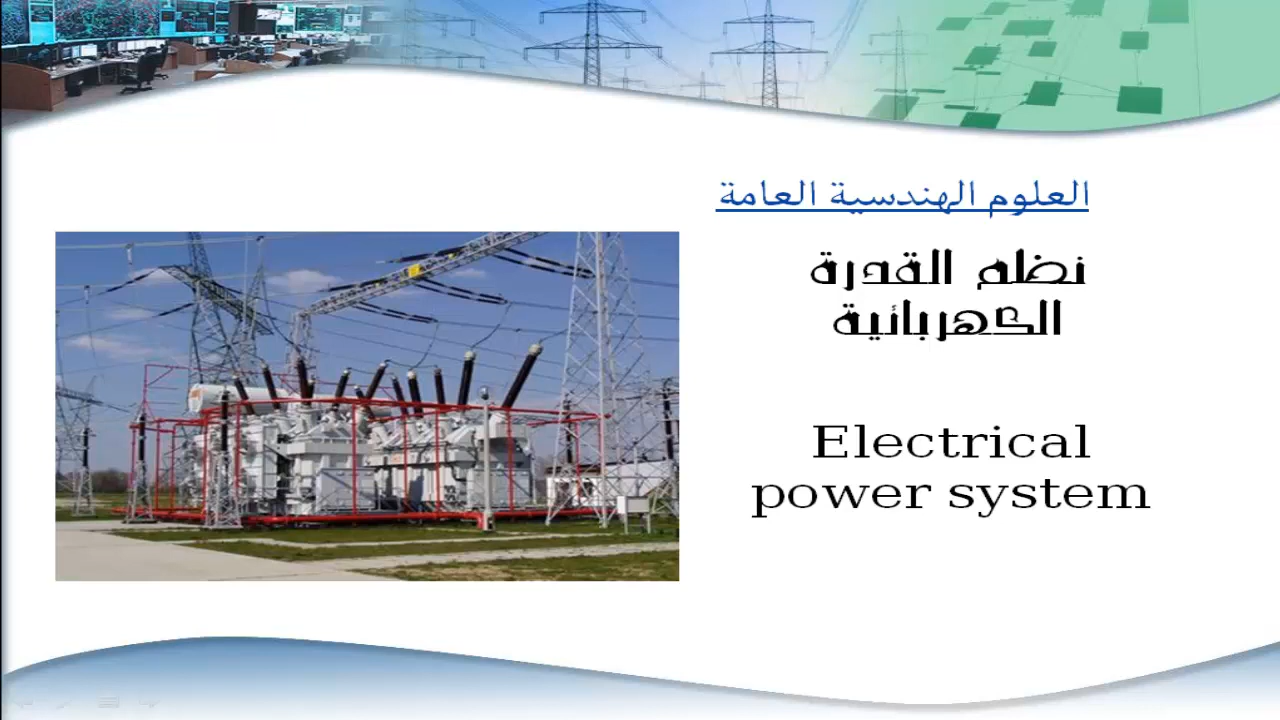 العلوم الهندسية العامة
نظم القدرة
الكهربائية
Electrical
power system